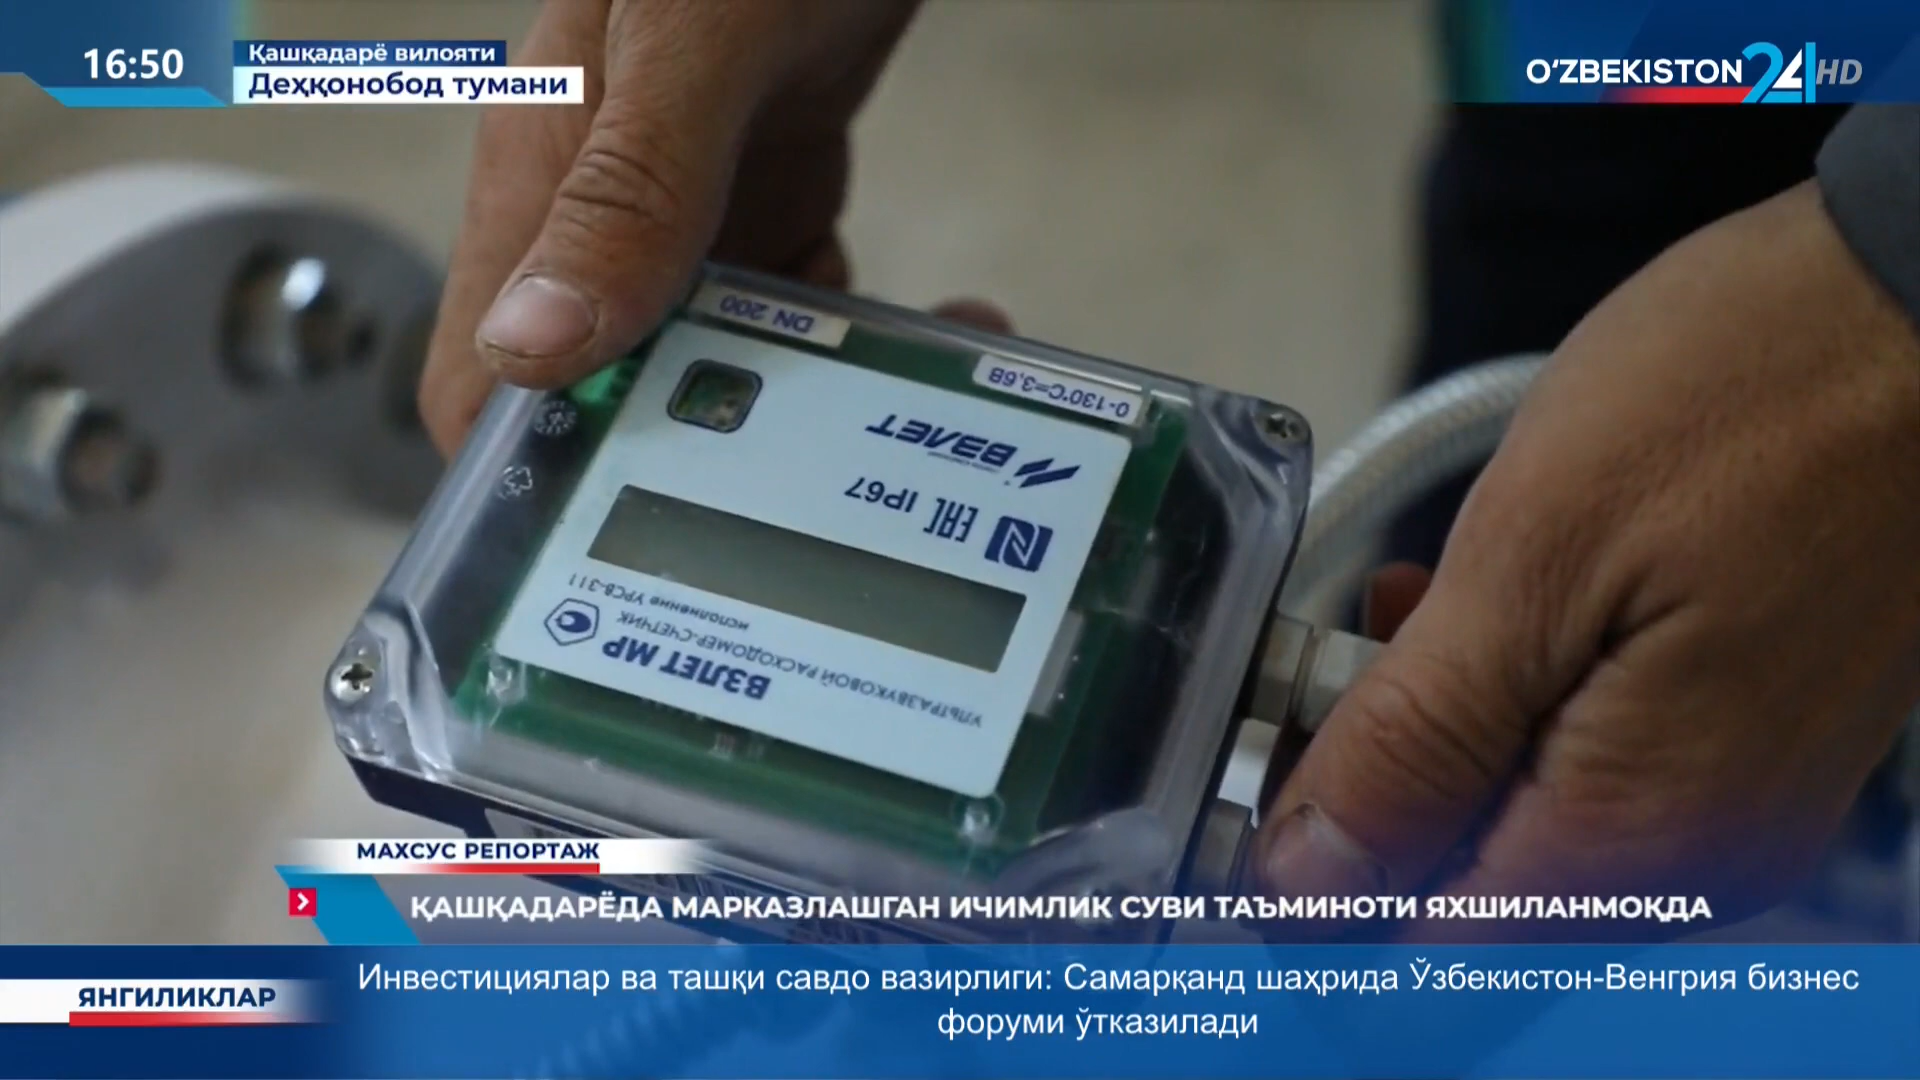 16:50
Қашқадарё вилояти
Деҳқонобод тумани
O‘ZBEKISTON 24 HD
DN 200
0-130°C=3,6В
ВЗЛЕТ
EAC IP67
ВЗЛЕТ МР
УЛЬТРАЗВУКОВОЙ РАСХОДОМЕР-СЧЕТЧИК
исполнение УРСВ-311
МАХСУС РЕПОРТАЖ
ҚАШҚАДАРЁДА МАРКАЗЛАШГАН ИЧИМЛИК СУВИ ТАЪМИНОТИ ЯХШИЛАНМОҚДА
ЯНГИЛИКЛАР
Инвестициялар ва ташқи савдо вазирлиги: Самарқанд шаҳрида Ўзбекистон-Венгрия бизнес
форуми ўтказилади